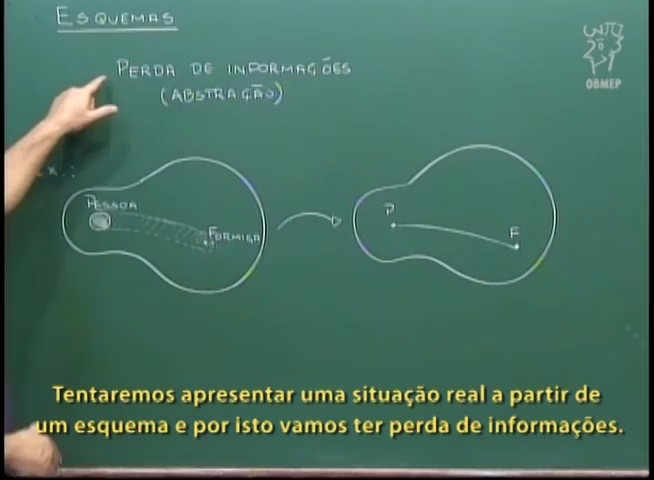 ESQUEMAS
PERDA DE INFORMAÇÕES
(ABSTRAÇÃO)
OBMEP
x..
PESSOA
FORMIGA
P
F
Tentaremos apresentar uma situação real a partir de
um esquema e por isto vamos ter perda de informações.